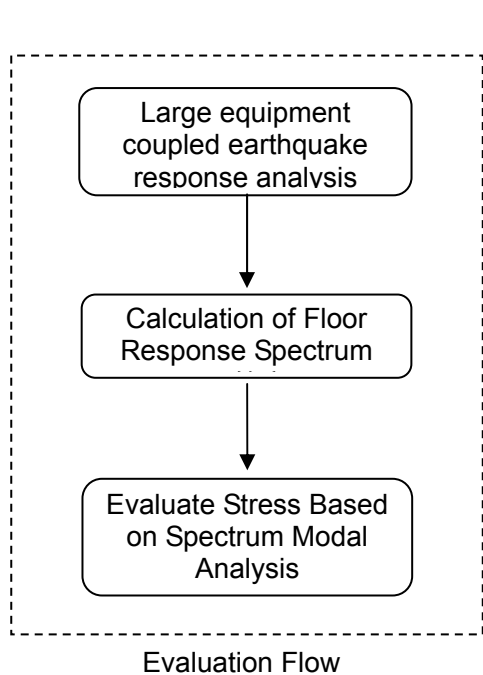 Large equipment
coupled earthquake
response analysis
Calculation of Floor
Response Spectrum
Evaluate Stress Based
on Spectrum Modal
Analysis
Evaluation Flow